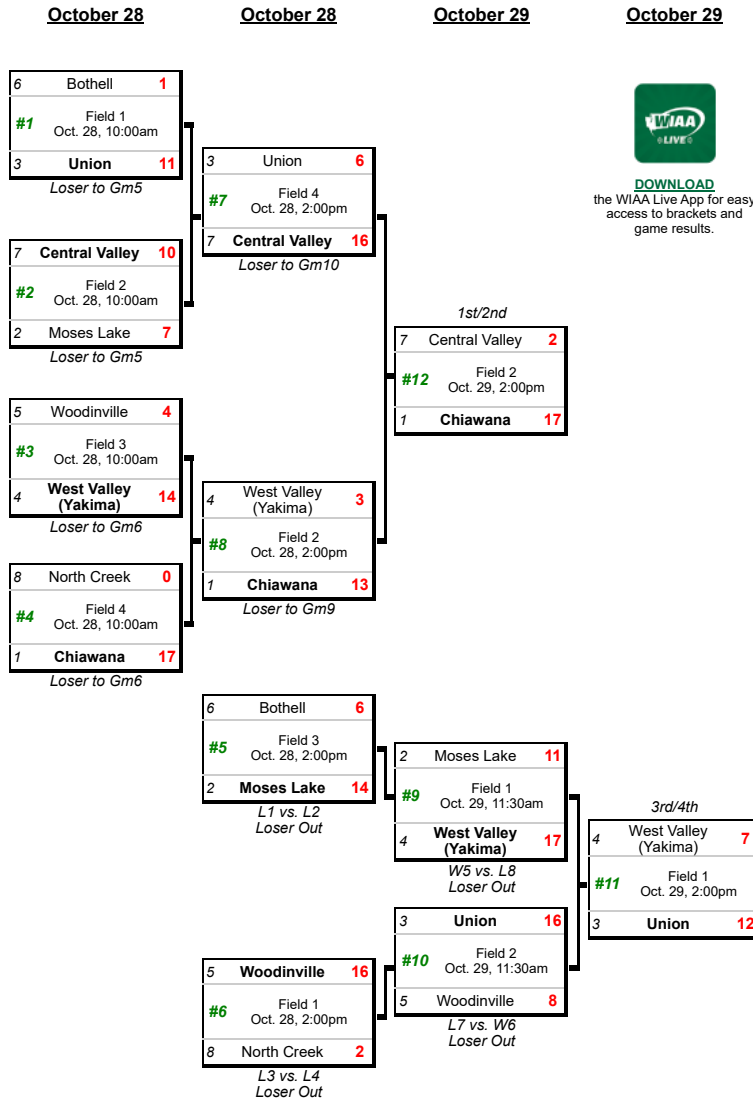 October 28
October 28
October 29
October 29
6 Bothell 1
#1 Field 1
Oct. 28, 10:00am
3 Union 11
Loser to Gm5
7 Central Valley 10
#2 Field 2
Oct. 28, 10:00am
2 Moses Lake 7
Loser to Gm5
5 Woodinville 4
#3 Field 3
Oct. 28, 10:00am
4 West Valley
(Yakima) 14
Loser to Gm6
8 North Creek 0
#4 Field 4
Oct. 28, 10:00am
1 Chiawana 17
Loser to Gm6
3 Union 6
#7 Field 4
Oct. 28, 2:00pm
7 Central Valley 16
Loser to Gm10
4 West Valley
(Yakima) 3
#8 Field 2
Oct. 28, 2:00pm
1 Chiawana 13
Loser to Gm9
6 Bothell 6
#5 Field 3
Oct. 28, 2:00pm
2 Moses Lake 14
L1 vs. L2
Loser Out
5 Woodinville 16
#6 Field 1
Oct. 28, 2:00pm
8 North Creek 2
L3 vs. L4
Loser Out
1st/2nd
7 Central Valley 2
#12 Field 2
Oct. 29, 2:00pm
1 Chiawana 17
2 Moses Lake 11
#9 Field 1
Oct. 29, 11:30am
4 West Valley
(Yakima) 17
W5 vs. L8
Loser Out
3 Union 16
#10 Field 2
Oct. 29, 11:30am
5 Woodinville 8
L7 vs. W6
Loser Out
WIAA
LIVE
DOWNLOAD
the WIAA Live App for easy
access to brackets and
game results.
3rd/4th
4 West Valley
(Yakima) 7
#11 Field 1
Oct. 29, 2:00pm
3 Union 12